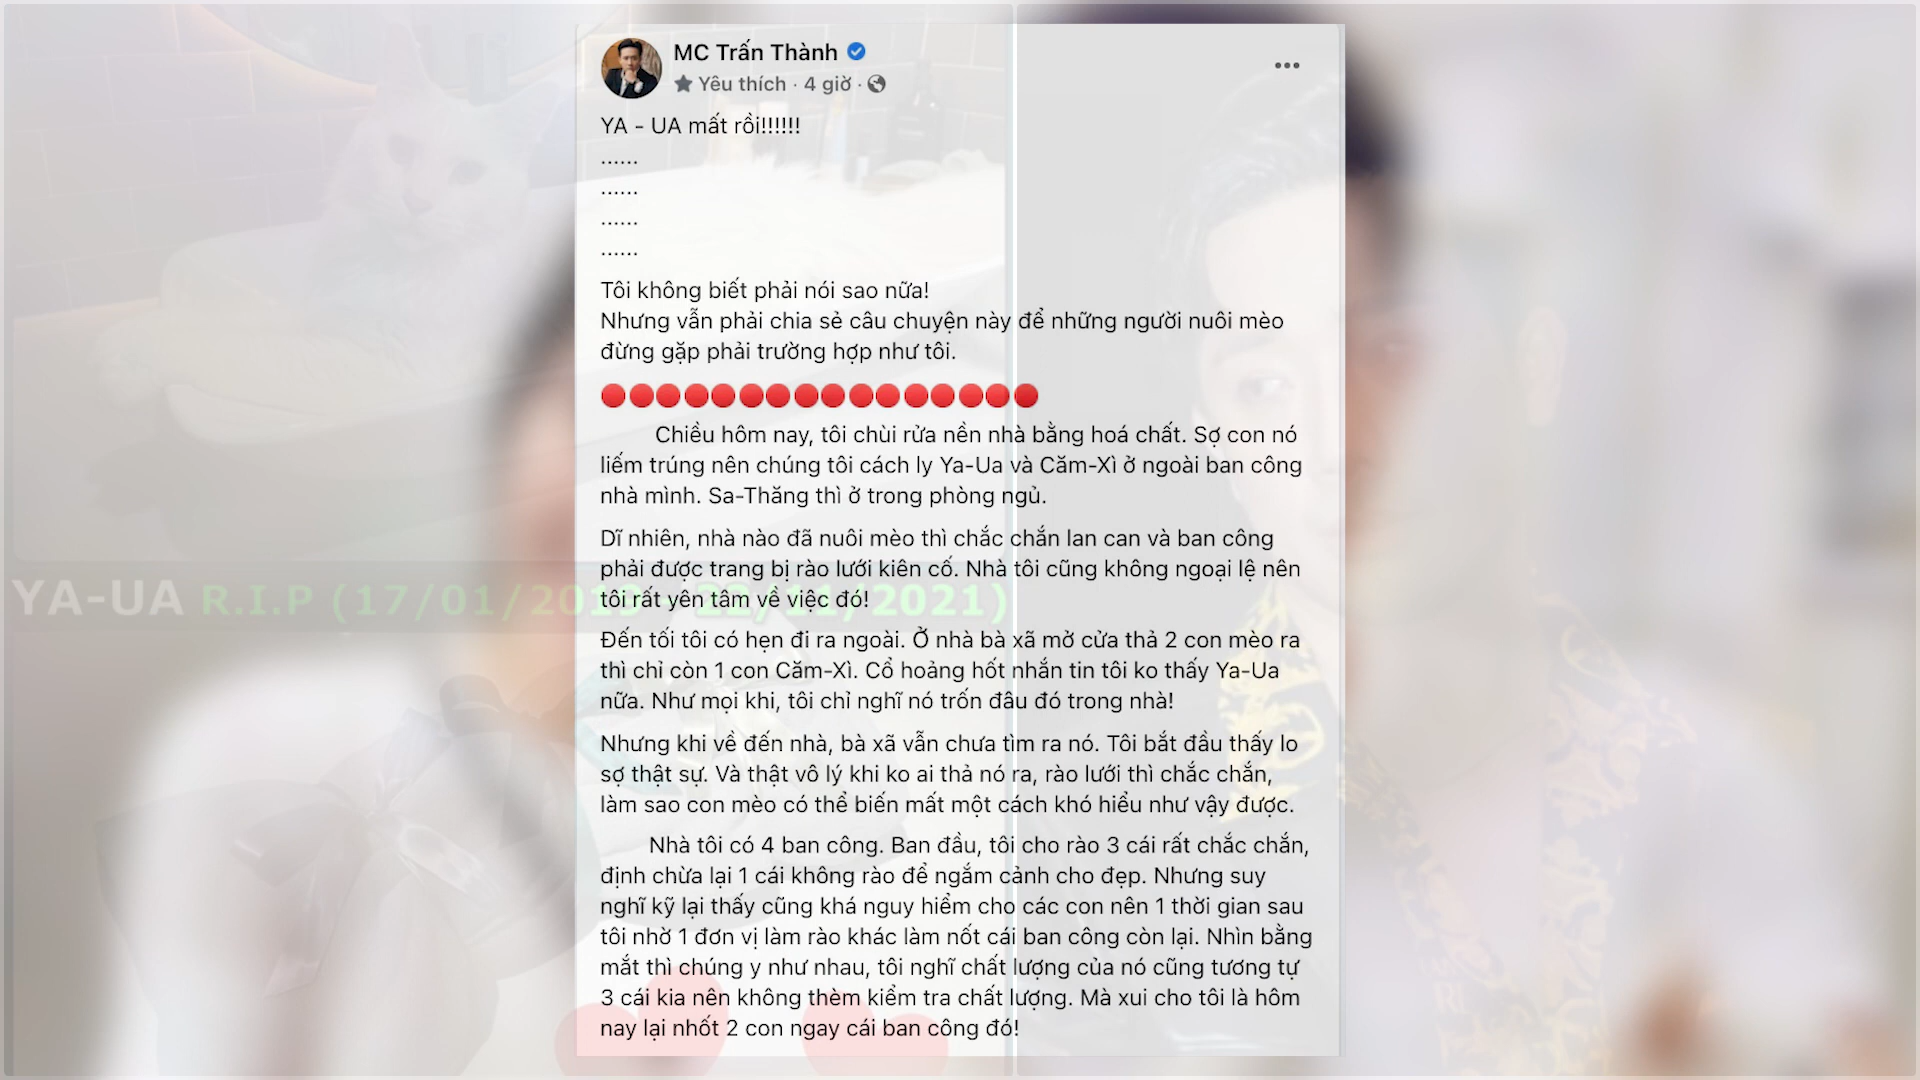 MC Trấn Thành
Yêu thích · 4 giờ ·
YA - UA mất rồi!!!!!!
......
......
......
......
Tôi không biết phải nói sao nữa!
Nhưng vẫn phải chia sẻ câu chuyện này để những người nuôi mèo
đừng gặp phải trường hợp như tôi.
Chiều hôm nay, tôi chùi rửa nền nhà bằng hoá chất. Sợ con nó
liếm trúng nên chúng tôi cách ly Ya-Ua và Căm-Xì ở ngoài ban công
nhà mình. Sa-Thăng thì ở trong phòng ngủ.
Dĩ nhiên, nhà nào đã nuôi mèo thì chắc chắn lan can và ban công
phải được trang bị rào lưới kiên cố. Nhà tôi cũng không ngoại lệ nên
tôi rất yên tâm về việc đó!
Đến tối tôi có hẹn đi ra ngoài. Ở nhà bà xã mở cửa thả 2 con mèo ra
thì chỉ còn 1 con Căm-Xì. Cổ hoảng hốt nhắn tin tôi ko thấy Ya-Ua
nữa. Như mọi khi, tôi chỉ nghĩ nó trốn đâu đó trong nhà!
Nhưng khi về đến nhà, bà xã vẫn chưa tìm ra nó. Tôi bắt đầu thấy lo
sợ thật sự. Và thật vô lý khi ko ai thả nó ra, rào lưới thì chắc chắn,
làm sao con mèo có thể biến mất một cách khó hiểu như vậy được.
Nhà tôi có 4 ban công. Ban đầu, tôi cho rào 3 cái rất chắc chắn,
định chừa lại 1 cái không rào để ngắm cảnh cho đẹp. Nhưng suy
nghĩ kỹ lại thấy cũng khá nguy hiểm cho các con nên 1 thời gian sau
tôi nhờ 1 đơn vị làm rào khác làm nốt cái ban công còn lại. Nhìn bằng
mắt thì chúng y như nhau, tôi nghĩ chất lượng của nó cũng tương tự
3 cái kia nên không thèm kiểm tra chất lượng. Mà xui cho tôi là hôm
nay lại nhốt 2 con ngay cái ban công đó!
YA-UA R.I.P (17/01/2019 - 22/11/2021)